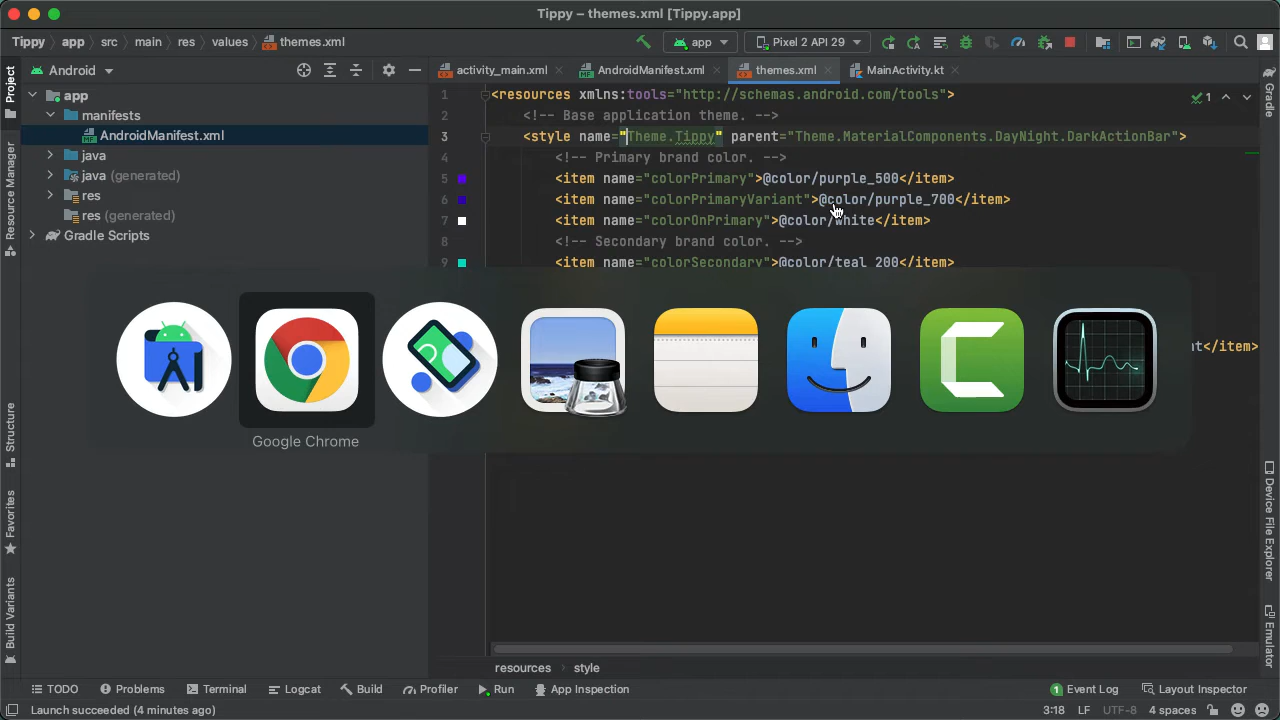 Tippy – themes.xml [Tippy.app]
Tippy app src main res values themes.xml
app Pixel 2 API 29
Project
Android
activity_main.xml AndroidManifest.xml themes.xml MainActivity.kt
Gradle
app
manifests
AndroidManifest.xml
java
java (generated)
res
res (generated)
Gradle Scripts
Resource Manager
1 <resources xmlns:tools="http://schemas.android.com/tools">
1
2 <!-- Base application theme. -->
3 <style name="Theme.Tippy" parent="Theme.MaterialComponents.DayNight.DarkActionBar">
4 <!-- Primary brand color. -->
5 <item name="colorPrimary">@color/purple_500</item>
6 <item name="colorPrimaryVariant">@color/purple_700</item>
7 <item name="colorOnPrimary">@color/white</item>
8 <!-- Secondary brand color. -->
9 <item name="colorSecondary">@color/teal_200</item>
nt</item>
Google Chrome
Structure
Favorites
Build Variants
Device File Explorer
Emulator
resources style
TODO Problems Terminal Logcat Build Profiler Run App Inspection 1 Event Log Layout Inspector
Launch succeeded (4 minutes ago) 3:18 LF UTF-8 4 spaces